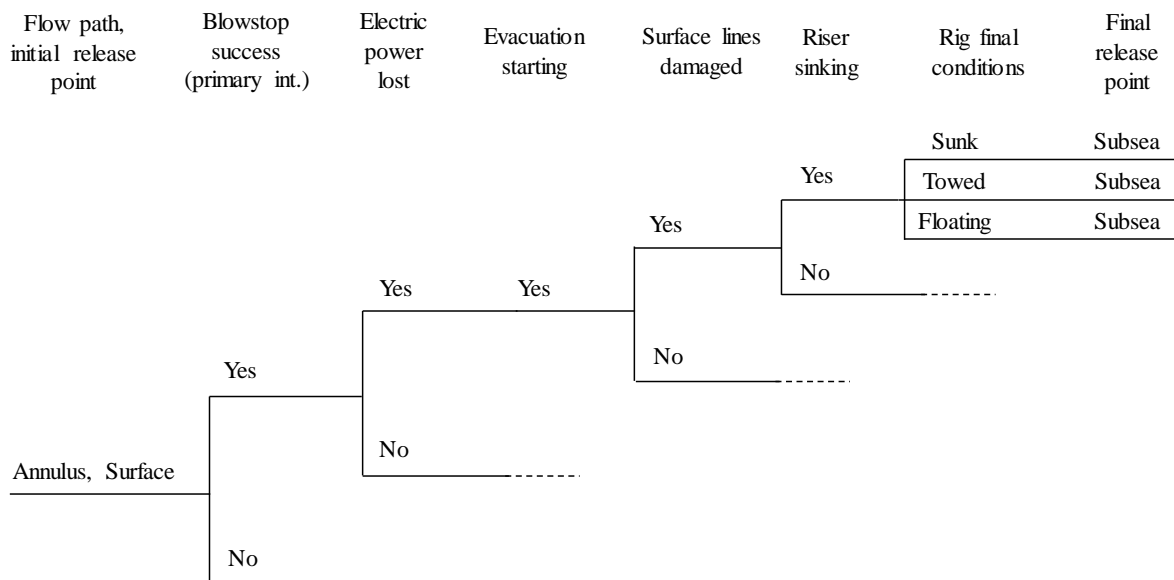 Flow path,
initial release
point
Blowstop
success
(primary int.)
Electric
power
lost
Evacuation
starting
Surface lines
damaged
Riser
sinking
Rig final
conditions
Final
release
point
Sunk Subsea
Yes Towed Subsea
Yes Floating Subsea
No
Yes Yes
No
Yes
No
Annulus, Surface
No